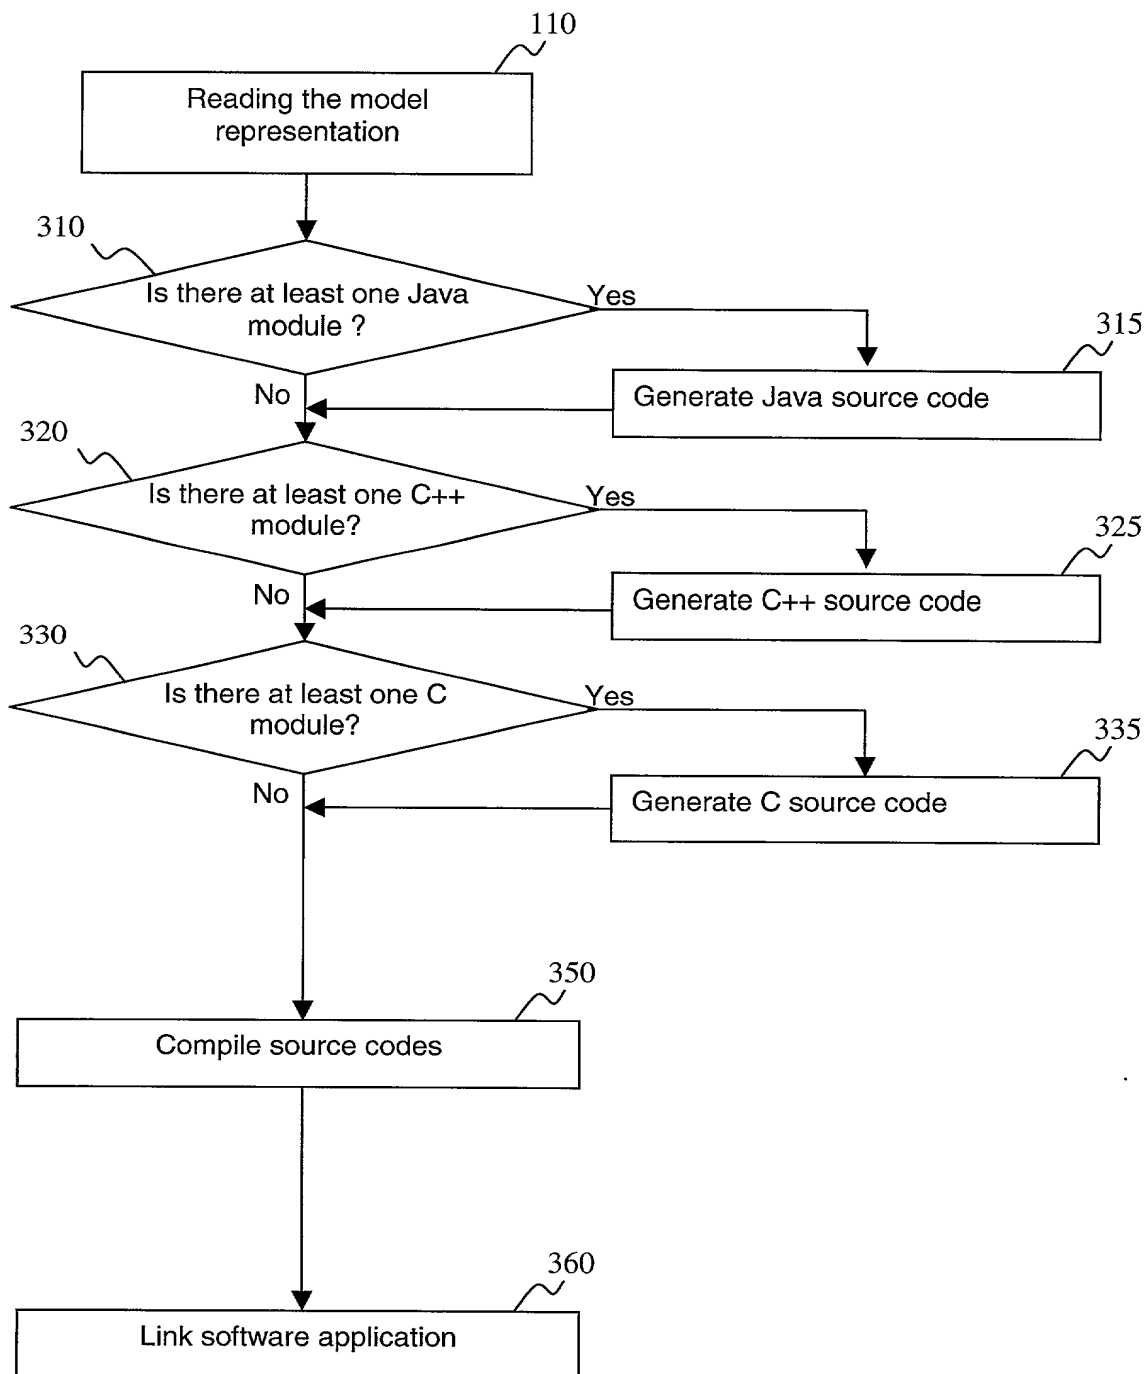 110
Reading the model
representation
310
Is there at least one Java
module ?
Yes
315
Generate Java source code
No
320
Is there at least one C++
module?
Yes
325
Generate C++ source code
No
330
Is there at least one C
module?
Yes
335
Generate C source code
No
350
Compile source codes
360
Link software application